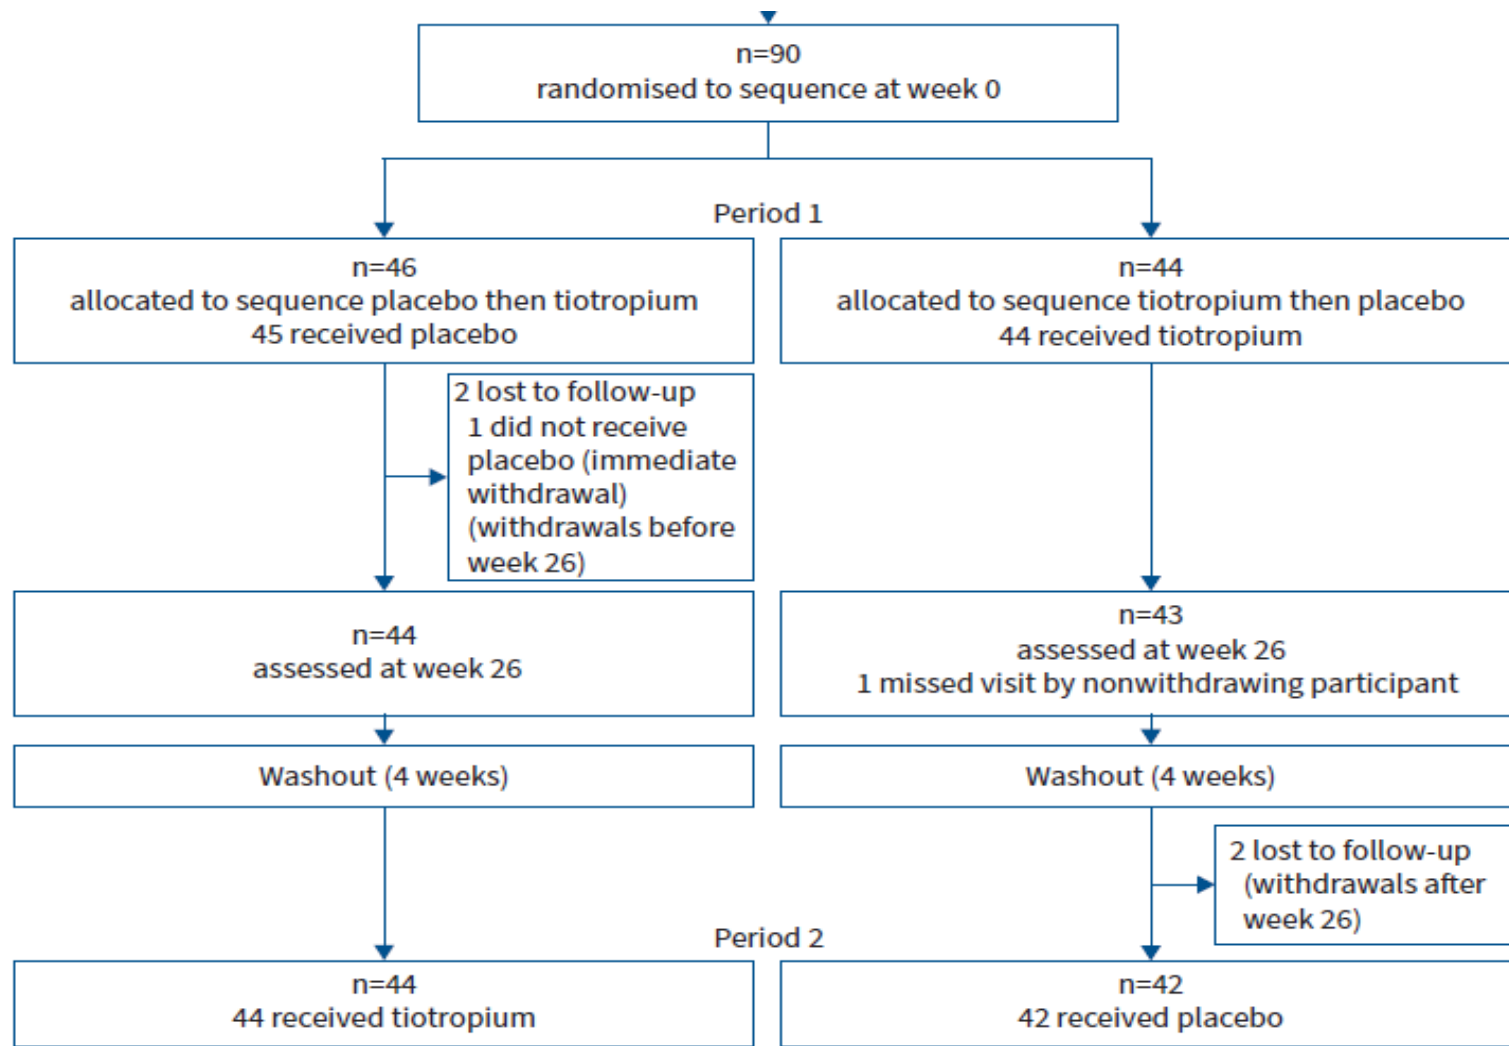 n=90
randomised to sequence at week 0
Period 1
n=46
allocated to sequence placebo then tiotropium
45 received placebo
n=44
allocated to sequence tiotropium then placebo
44 received tiotropium
2 lost to follow-up
1 did not receive
placebo (immediate
withdrawal)
(withdrawals before
week 26)
n=44
assessed at week 26
n=43
assessed at week 26
1 missed visit by nonwithdrawing participant
Washout (4 weeks)
Washout (4 weeks)
2 lost to follow-up
(withdrawals after
week 26)
Period 2
n=44
44 received tiotropium
n=42
42 received placebo